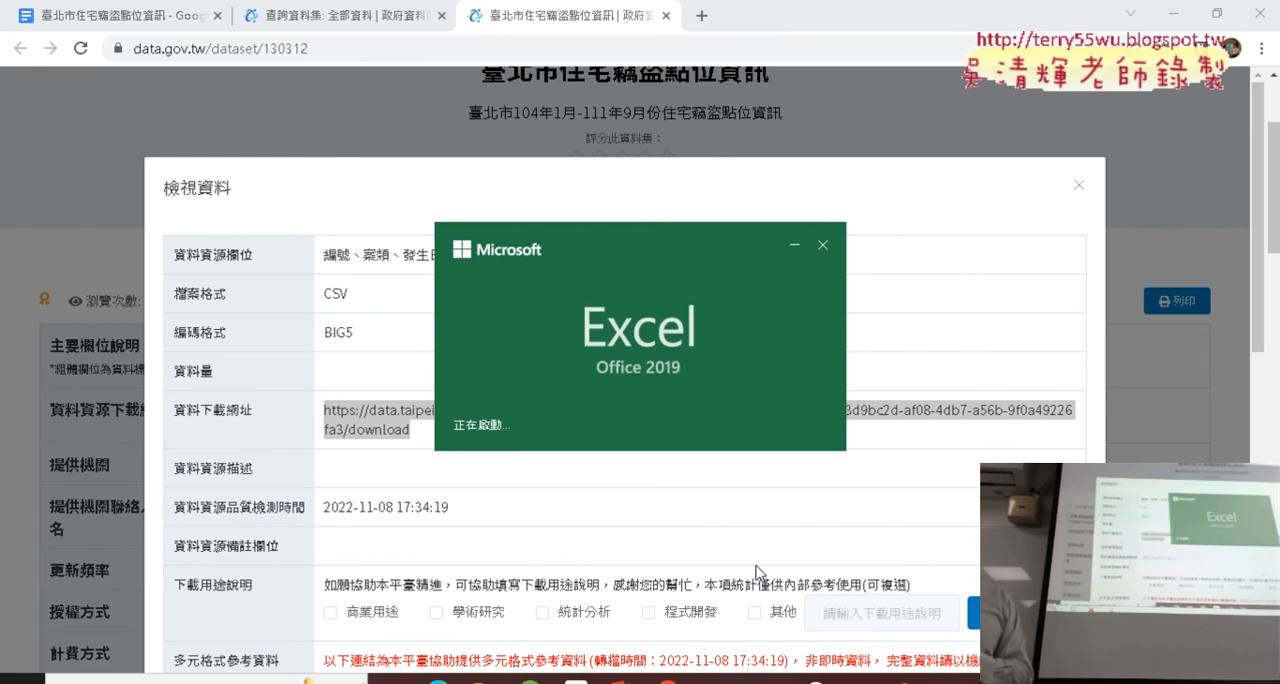 臺北市住宅竊盜點位資訊 - Goo
查詢資料集: 全部資料 | 政府資料
臺北市住宅竊盜點位資訊 | 政府
data.gov.tw/dataset/130312
http://terry55wu.blogspot.tw
吳清輝老師錄製
臺北市住宅竊盜點位資訊
臺北市104年1月-111年9月份住宅竊盜點位資訊
評分此資料集：
檢視資料
資料資源欄位
編號、案類、發生日
檔案格式
CSV
編碼格式
BIG5
資料量
資料下載網址
https://data.taipei
3d9bc2d-af08-4db7-a56b-9f0a49226
fa3/download
資料資源描述
資料資源品質檢測時間
2022-11-08 17:34:19
資料資源備註欄位
下載用途說明
如願協助本平臺精進，可協助填寫下載用途說明，感謝您的幫忙，本項統計僅供內部參考使用(可複選)
商業用途
學術研究
統計分析
程式開發
其他
請輸入下載用途說明
多元格式參考資料
以下連結為本平臺協助提供多元格式參考資料 (轉檔時間：2022-11-08 17:34:19)， 非即時資料， 完整資料請以機
Microsoft
Excel
Office 2019
正在啟動...
瀏覽次數:
列印
主要欄位說明
*粗體欄位為資料標
資料資源下載網
提供機關
提供機關聯絡人
名
更新頻率
授權方式
計費方式